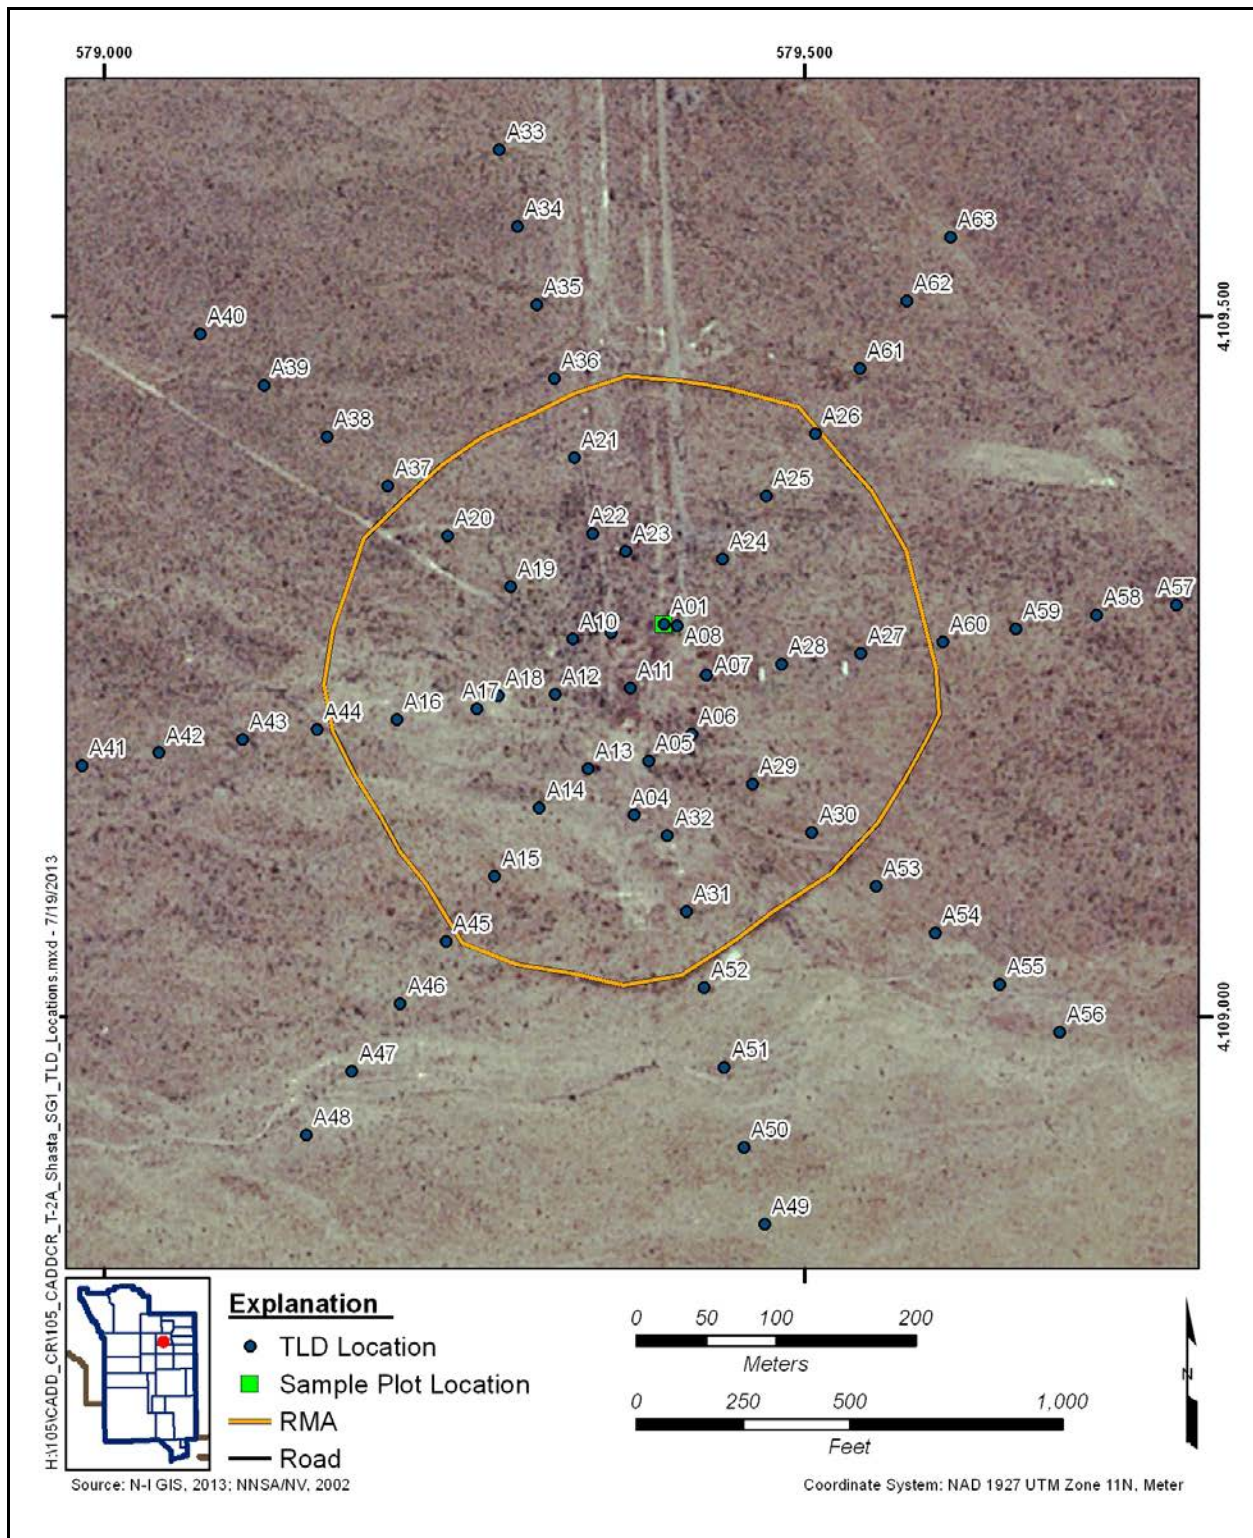 579,000
579,500
A33
A34
A63
A62
A35
A40
4,109,500
A36
A61
A39
A38
A26
A21
A37
A25
A20
A22
A23
A24
A19
A57
A58
A01
A59
A10
A60
A08
A27
A28
A07
A11
A18
A12
A17
A16
A06
A44
A43
A42
A41
A05
A13
A29
A14
A04
A32
A30
A15
A53
A31
A54
A45
A52
A55
A46
A56
4,109,000
A51
A47
A48
A50
A49
H:\105\CADD_CR\105_CADDCR_T-2A_Shasta_SG1_TLD_Locations.mxd - 7/19/2013
Explanation
TLD Location
Sample Plot Location
RMA
Road
0 50 100 200
Meters
0 250 500 1,000
Feet
N
Source: N-I GIS, 2013; NNSA/NV, 2002
Coordinate System: NAD 1927 UTM Zone 11N, Meter